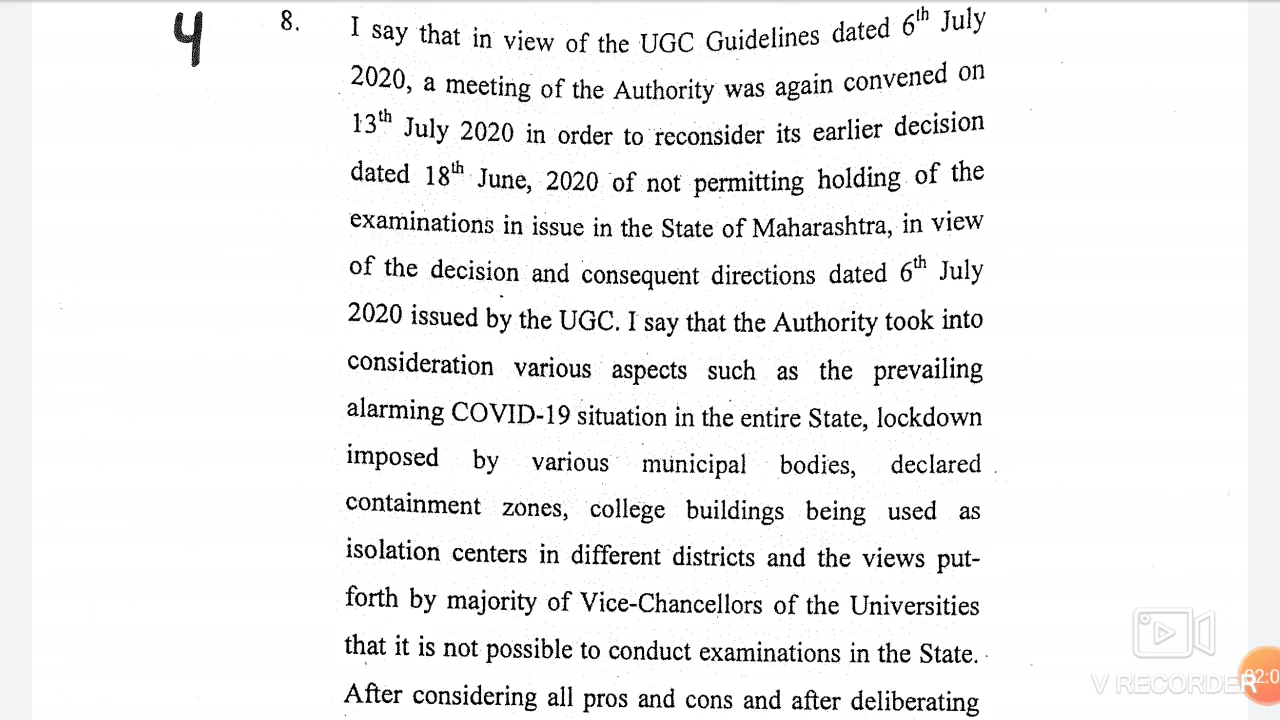 4
8. I say that in view of the UGC Guidelines dated 6th July
2020, a meeting of the Authority was again convened on
13th July 2020 in order to reconsider its earlier decision
dated 18th June, 2020 of not permitting holding of the
examinations in issue in the State of Maharashtra, in view
of the decision and consequent directions dated 6th July
2020 issued by the UGC. I say that the Authority took into
consideration various aspects such as the prevailing
alarming COVID-19 situation in the entire State, lockdown
imposed by various municipal bodies, declared
containment zones, college buildings being used as
isolation centers in different districts and the views put-
forth by majority of Vice-Chancellors of the Universities
that it is not possible to conduct examinations in the State.
After considering all pros and cons and after deliberating
V RECORDER
02:0